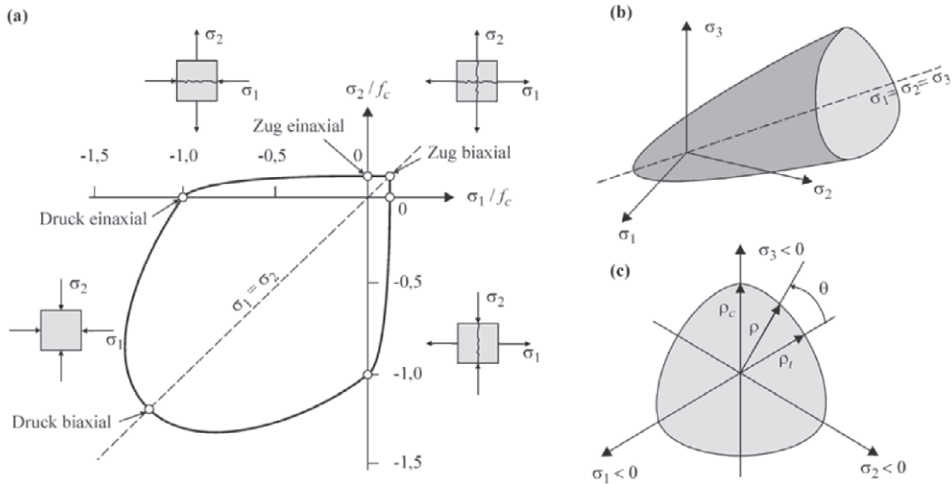 (a)
σ2
σ1
σ2 / fc
σ2
σ1
Zug einaxial
Zug biaxial
-1,5
-1,0
-0,5
0
σ1 / fc
0
Druck einaxial
σ1 = σ2
-0,5
σ2
σ1
σ2
σ1
-1,0
Druck biaxial
-1,5
(b)
σ3
σ1 = σ2 = σ3
σ2
σ1
(c)
σ3 < 0
θ
ρc
ρ
ρt
σ1 < 0
σ2 < 0